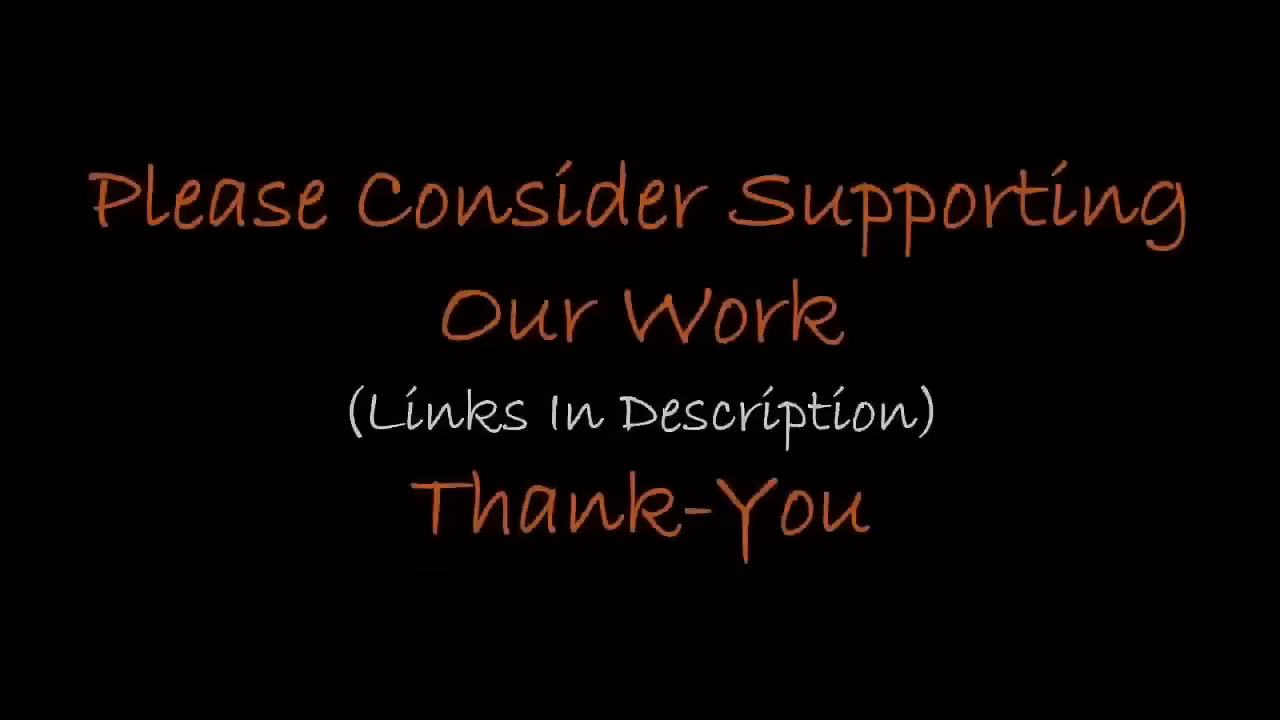 Please Consider Supporting
Our Work
(Links In Description)
Thank-You